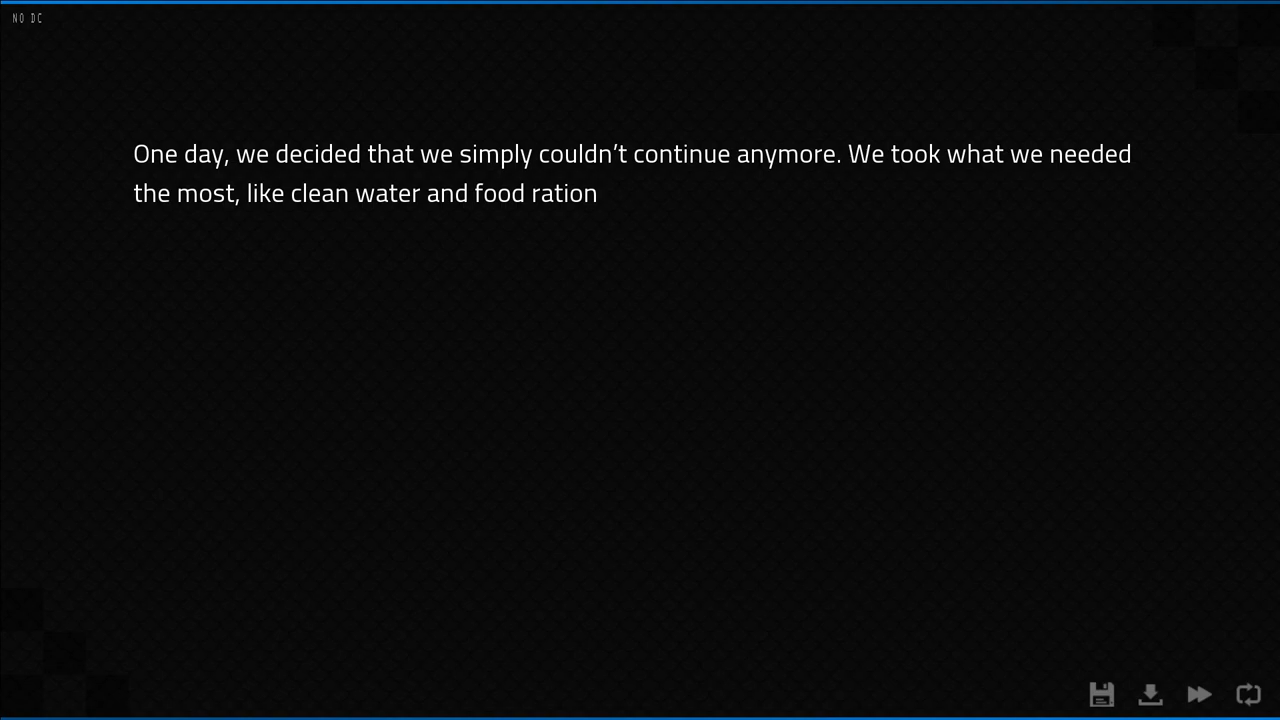 NO DC
One day, we decided that we simply couldn’t continue anymore. We took what we needed
the most, like clean water and food ration